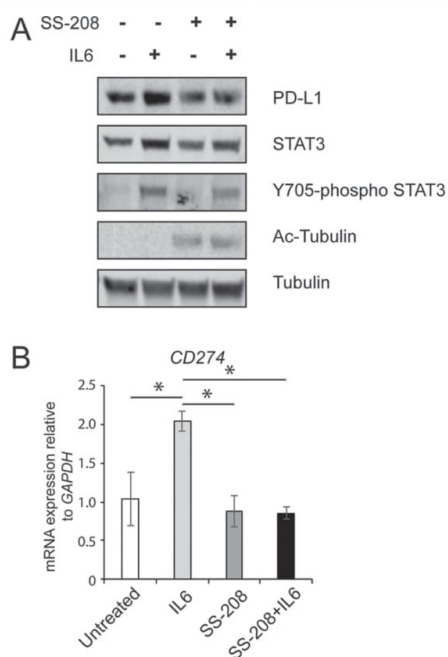 A
SS-208 - - + +
IL6 - + - +
PD-L1
STAT3
Y705-phospho STAT3
Ac-Tubulin
Tubulin
B
CD274
*
*
*
mRNA expression relative
to GAPDH
2.5
2.0
1.5
1.0
0.5
0
Untreated
IL6
SS-208
SS-208+IL6